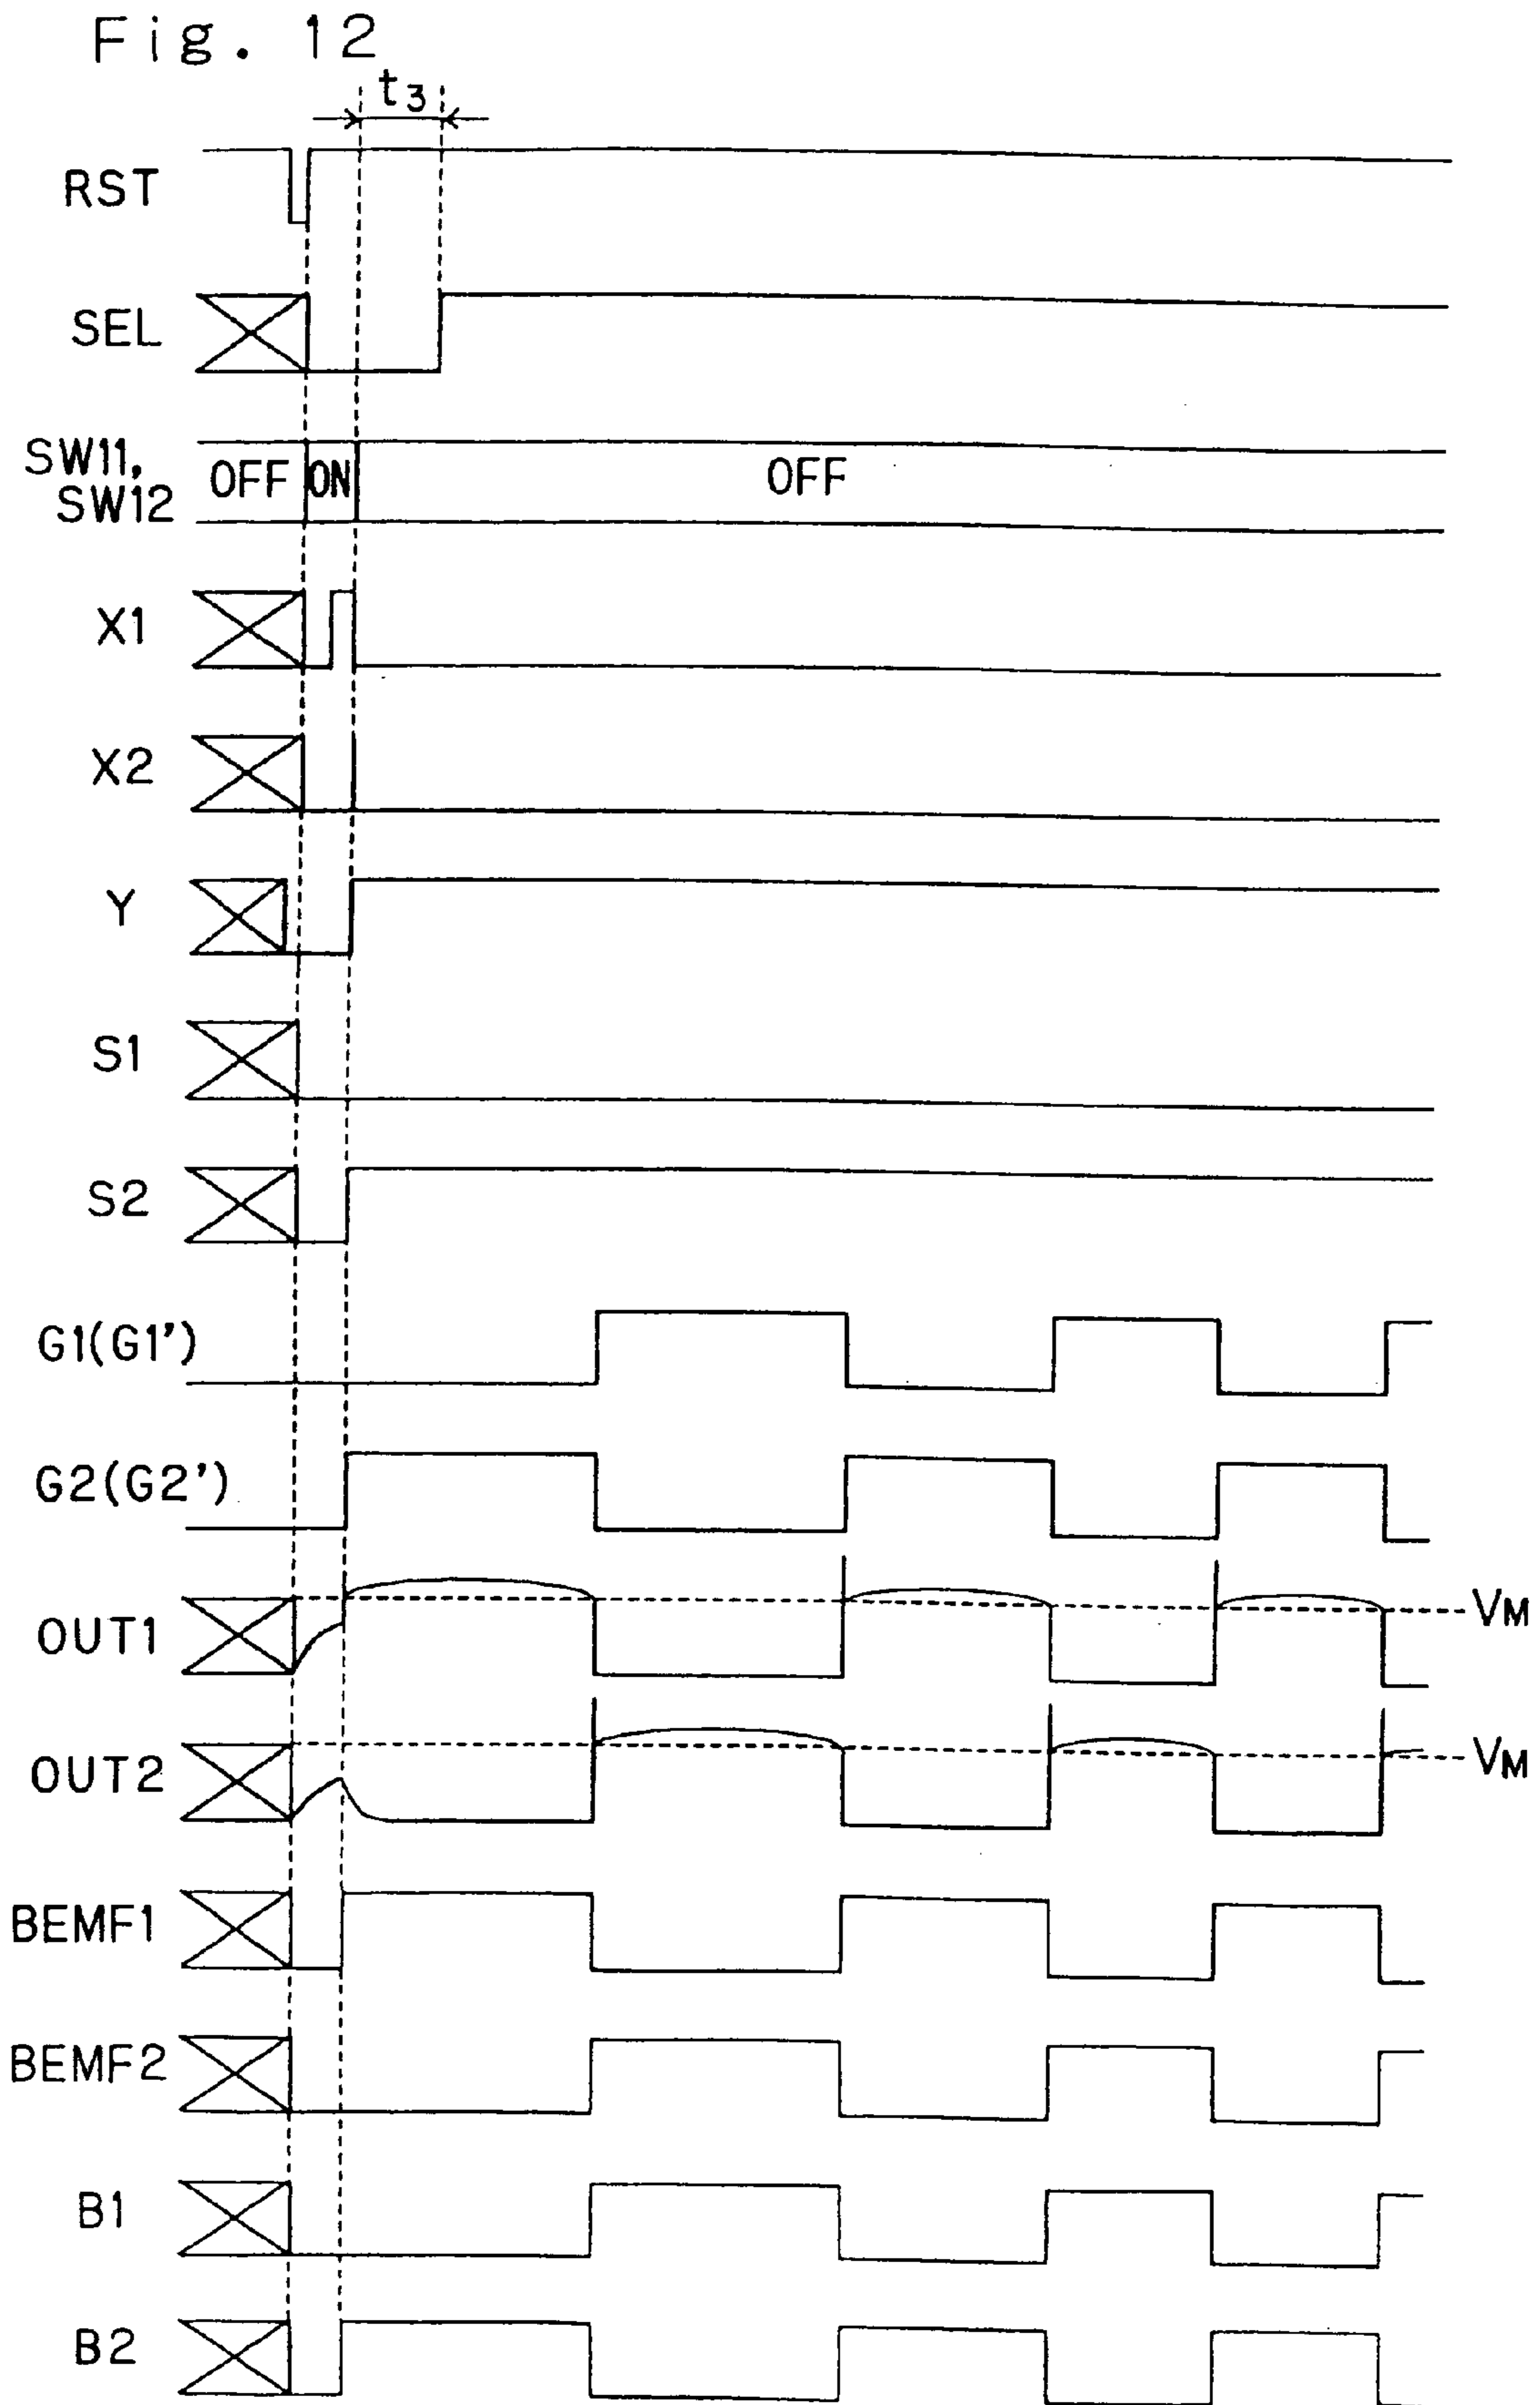 Fig. 12
t3
RST
SEL
SW11,
SW12
OFF
ON
OFF
X1
X2
Y
S1
S2
G1(G1')
G2(G2')
OUT1
VM
OUT2
VM
BEMF1
BEMF2
B1
B2